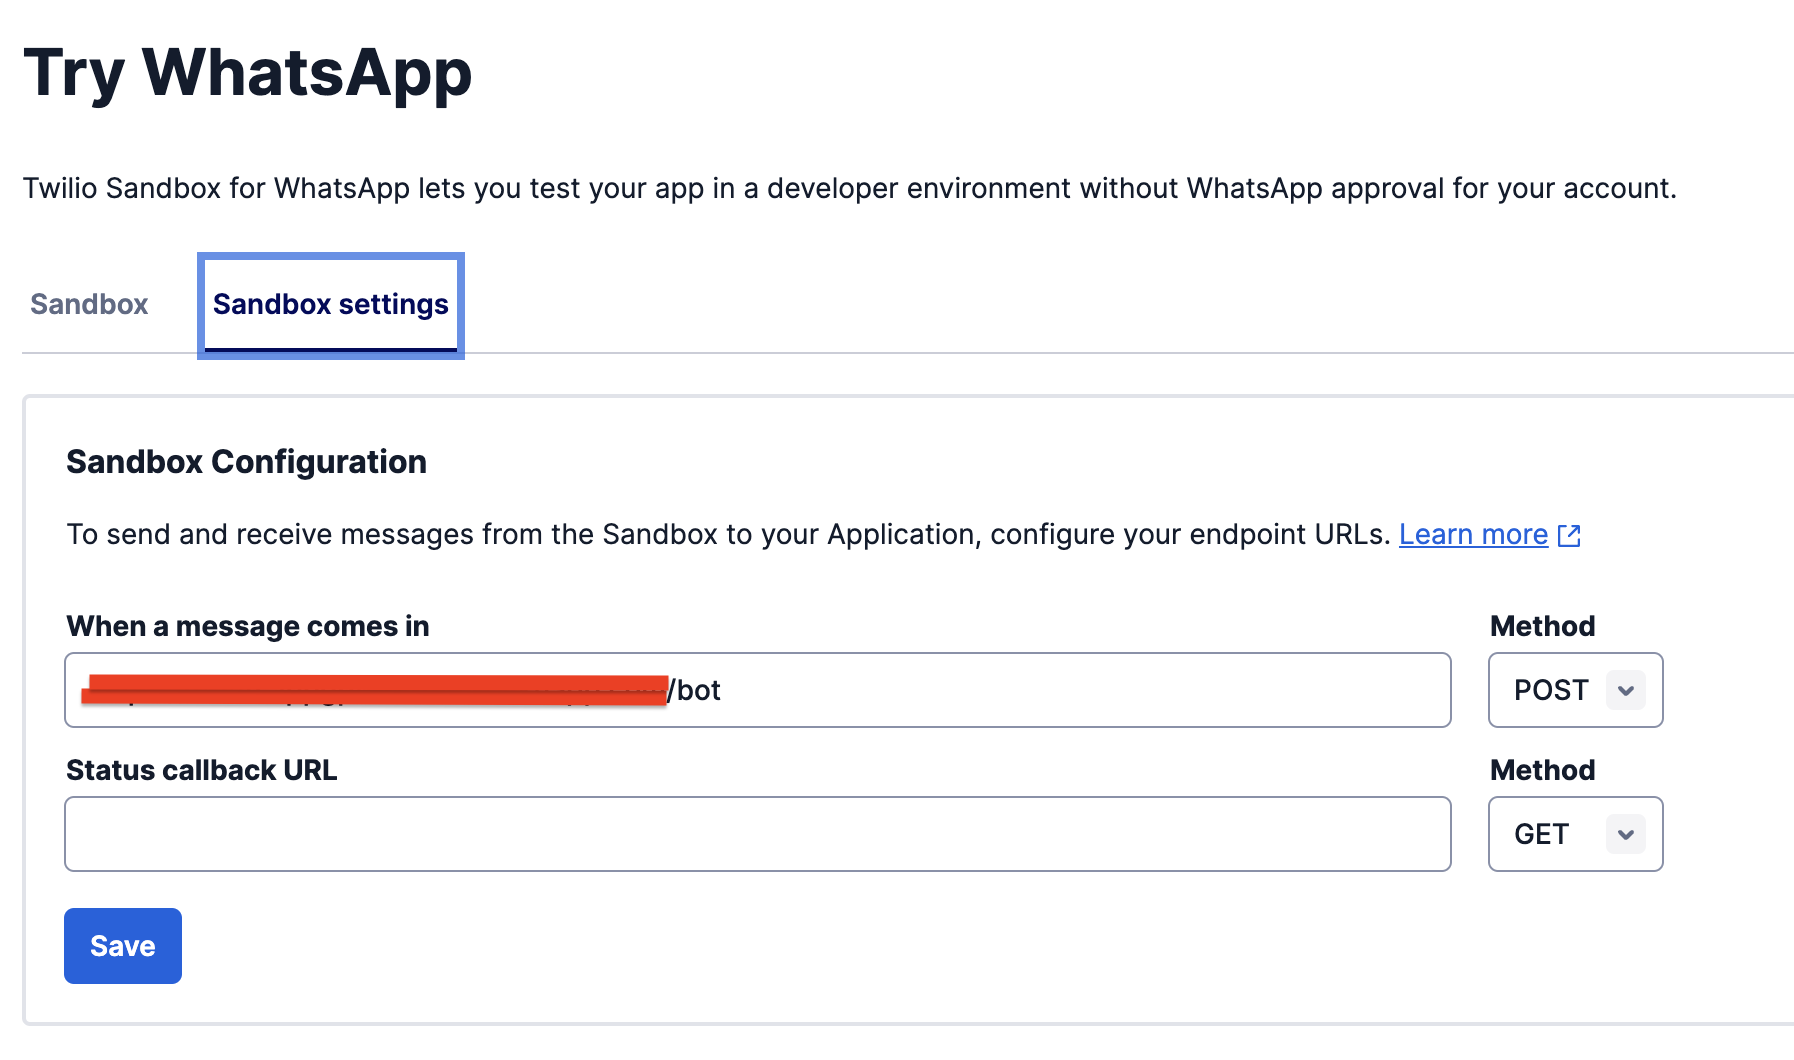 Try WhatsApp
Twilio Sandbox for WhatsApp lets you test your app in a developer environment without WhatsApp approval for your account.
Sandbox Sandbox settings
Sandbox Configuration
To send and receive messages from the Sandbox to your Application, configure your endpoint URLs. Learn more
When a message comes in Method
/bot POST
Status callback URL Method
GET
Save